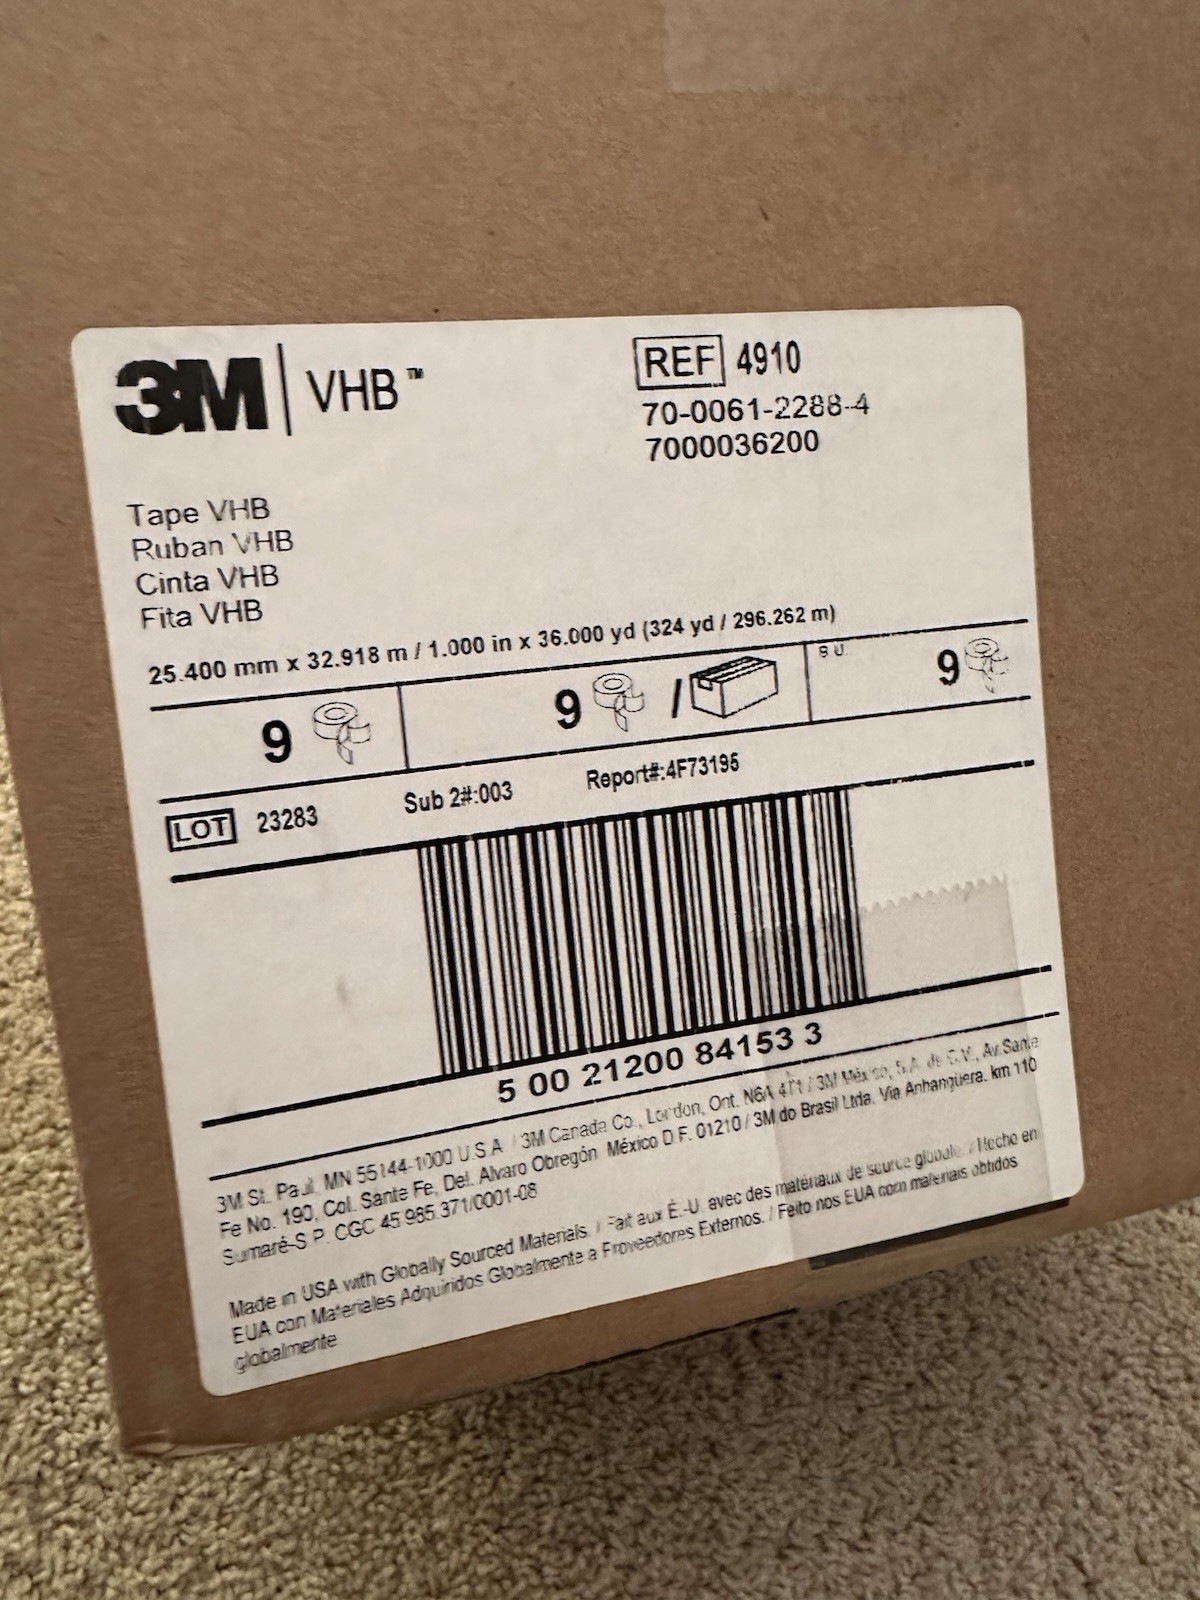 3M | VHB™
REF 4910
70-0061-2288-4
7000036200
Tape VHB
Ruban VHB
Cinta VHB
Fita VHB
25.400 mm x 32.918 m / 1.000 in x 36.000 yd (324 yd / 296.262 m)
9 9 / S.U. 9
LOT 23283 Sub 2#:003 Report#:4F73195
5 00 21200 84153 3
3M St. Paul, MN 55144-1000 U.S.A. / 3M Canada Co., London, Ont. N6A 4T1 / 3M México, S.A. de C.V., Av. Santa
Fe No. 190, Col. Santa Fe, Del. Alvaro Obregón México D.F. 01210 / 3M do Brasil Ltda. Via Anhangüera, km 110
Sumaré-S.P. CGC 45.985.371/0001-08
Made in USA with Globally Sourced Materials. / Fait aux É.-U. avec des matériaux de source globale. / Hecho en
EUA con Materiales Adquiridos Globalmente a Proveedores Externos. / Feito nos EUA com materiais obtidos
globalmente